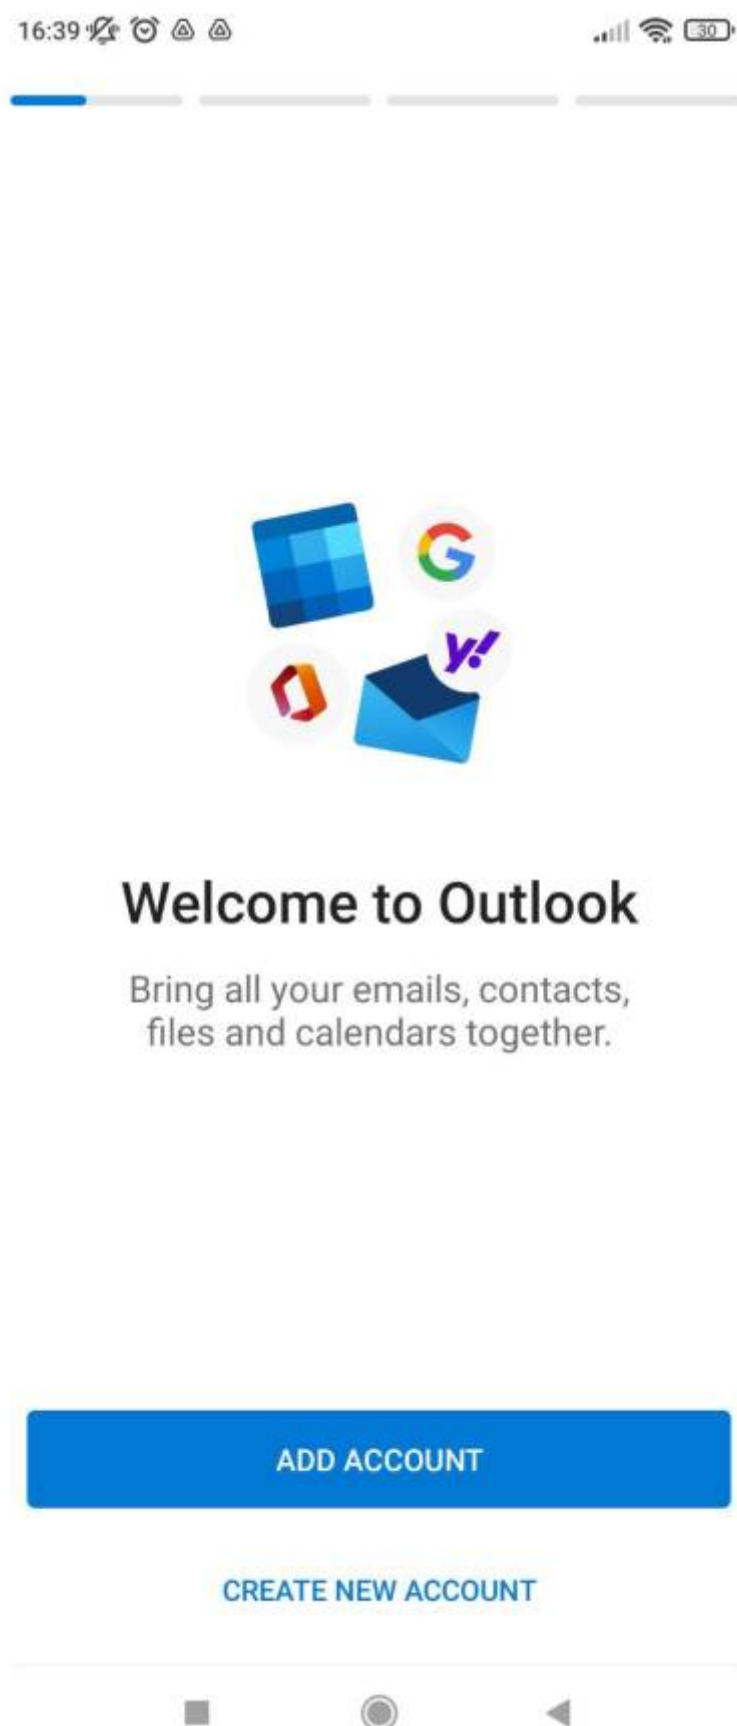 16:39
30
Welcome to Outlook
Bring all your emails, contacts,
files and calendars together.
ADD ACCOUNT
CREATE NEW ACCOUNT